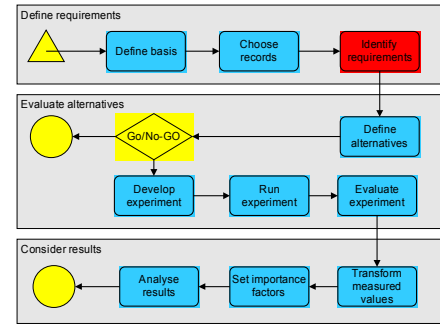 Define requirements
Define basis
Choose
records
Identify
requirements
Evaluate alternatives
Go/No-GO
Define
alternatives
Develop
experiment
Run
experiment
Evaluate
experiment
Consider results
Analyse
results
Set importance
factors
Transform
measured
values